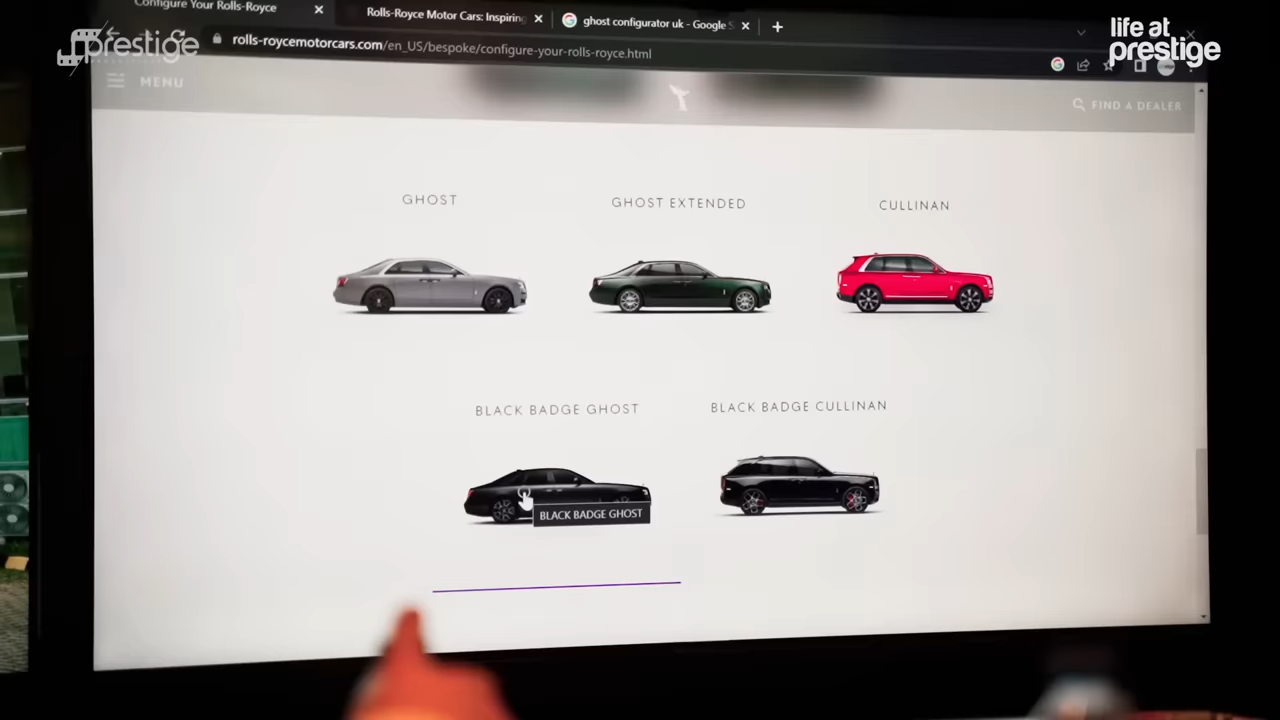 Configure Your Rolls-Royce
Rolls-Royce Motor Cars: Inspiring
ghost configurator uk - Google S
life at
prestige
prestige
rolls-roycemotorcars.com/en_US/bespoke/configure-your-rolls-royce.html
MENU
FIND A DEALER
GHOST
GHOST EXTENDED
CULLINAN
BLACK BADGE GHOST
BLACK BADGE CULLINAN
BLACK BADGE GHOST